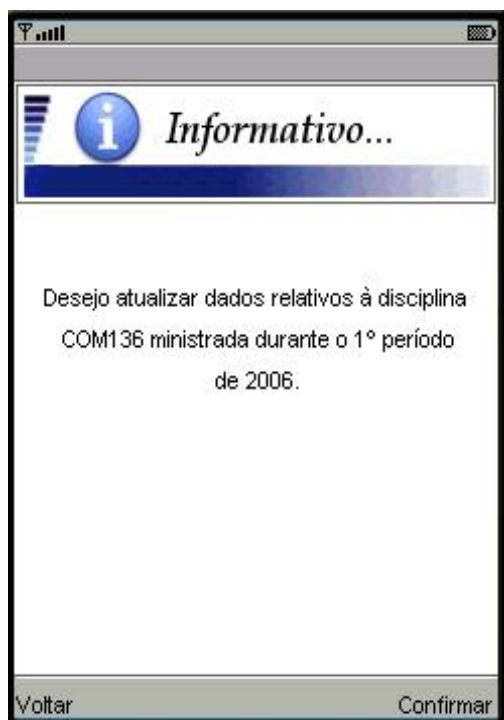 Informativo...
Desejo atualizar dados relativos à disciplina
COM136 ministrada durante o 1º período
de 2006.
Voltar Confirmar